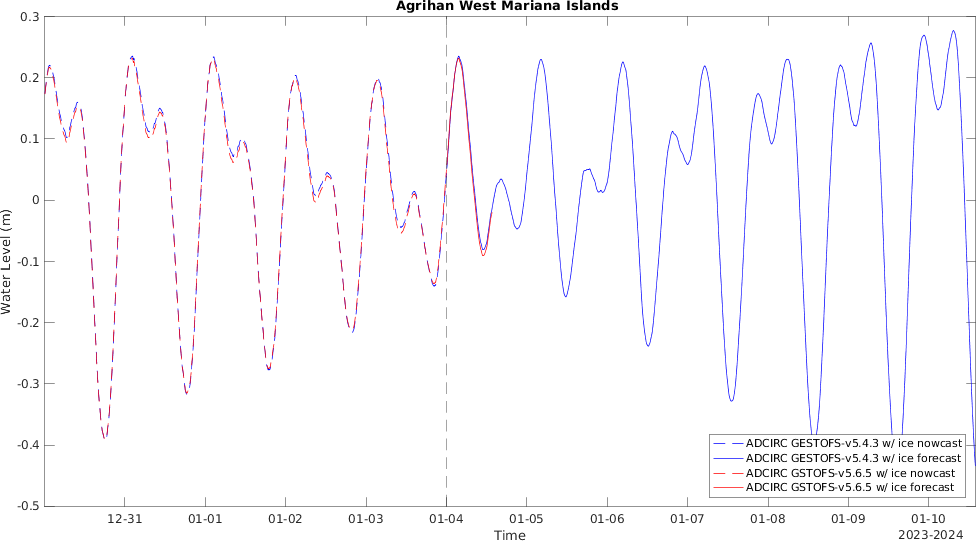 Agrihan West Mariana Islands
0.3
0.2
0.1
0
-0.1
-0.2
-0.3
-0.4
-0.5
Water Level (m)
ADCIRC GESTOFS-v5.4.3 w/ ice nowcast
ADCIRC GESTOFS-v5.4.3 w/ ice forecast
ADCIRC GSTOFS-v5.6.5 w/ ice nowcast
ADCIRC GSTOFS-v5.6.5 w/ ice forecast
12-31 01-01 01-02 01-03 01-04 01-05 01-06 01-07 01-08 01-09 01-10
Time
2023-2024